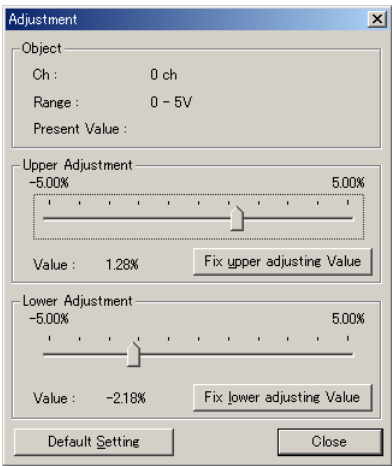 Adjustment
Object
Ch : 0 ch
Range : 0 - 5V
Present Value :
Upper Adjustment
-5.00% 5.00%
Value : 1.28% Fix upper adjusting Value
Lower Adjustment
-5.00% 5.00%
Value : -2.18% Fix lower adjusting Value
Default Setting Close